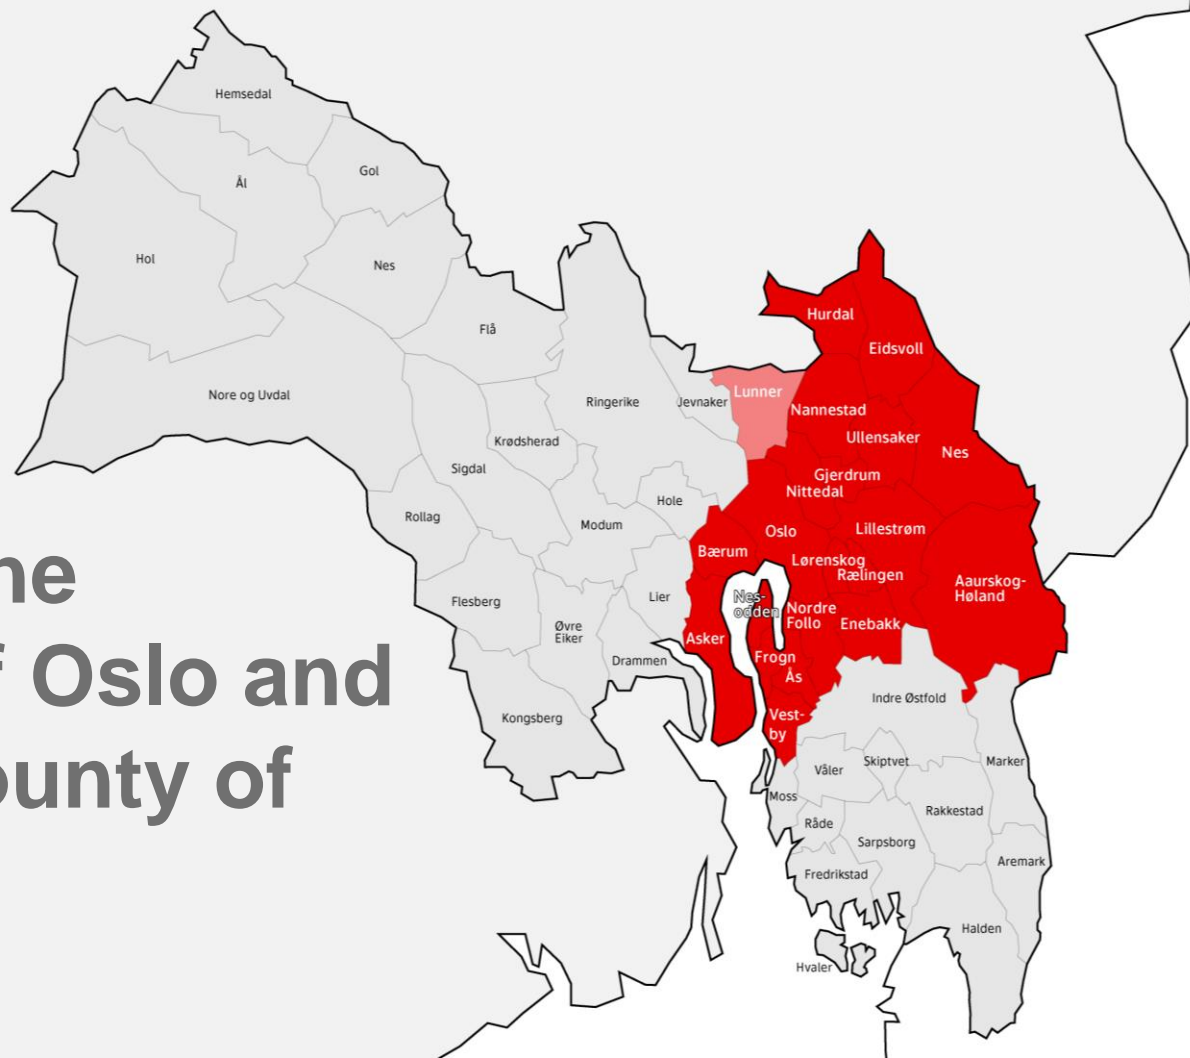 Hemsedal
Gol
Ål
Hol
Nes
Flå
Nore og Uvdal
Ringerike
Jevnaker
Lunner
Hurdal
Eidsvoll
Nannestad
Ullensaker
Nes
Gjerdrum
Nittedal
Krødsherad
Sigdal
Hole
Rollag
Modum
Oslo
Lillestrøm
Bærum
Lørenskog
Rælingen
Aaurskog-
Høland
Flesberg
Lier
Nes-
odden
Nordre
Follo
Enebakk
Øvre
Eiker
Asker
Drammen
Frogn
Ås
Kongsberg
Vest-
by
Indre Østfold
Våler
Skiptvet
Marker
Moss
Råde
Rakkestad
Sarpsborg
Aremark
Fredrikstad
Halden
Hvaler
ne
f Oslo and
ounty of